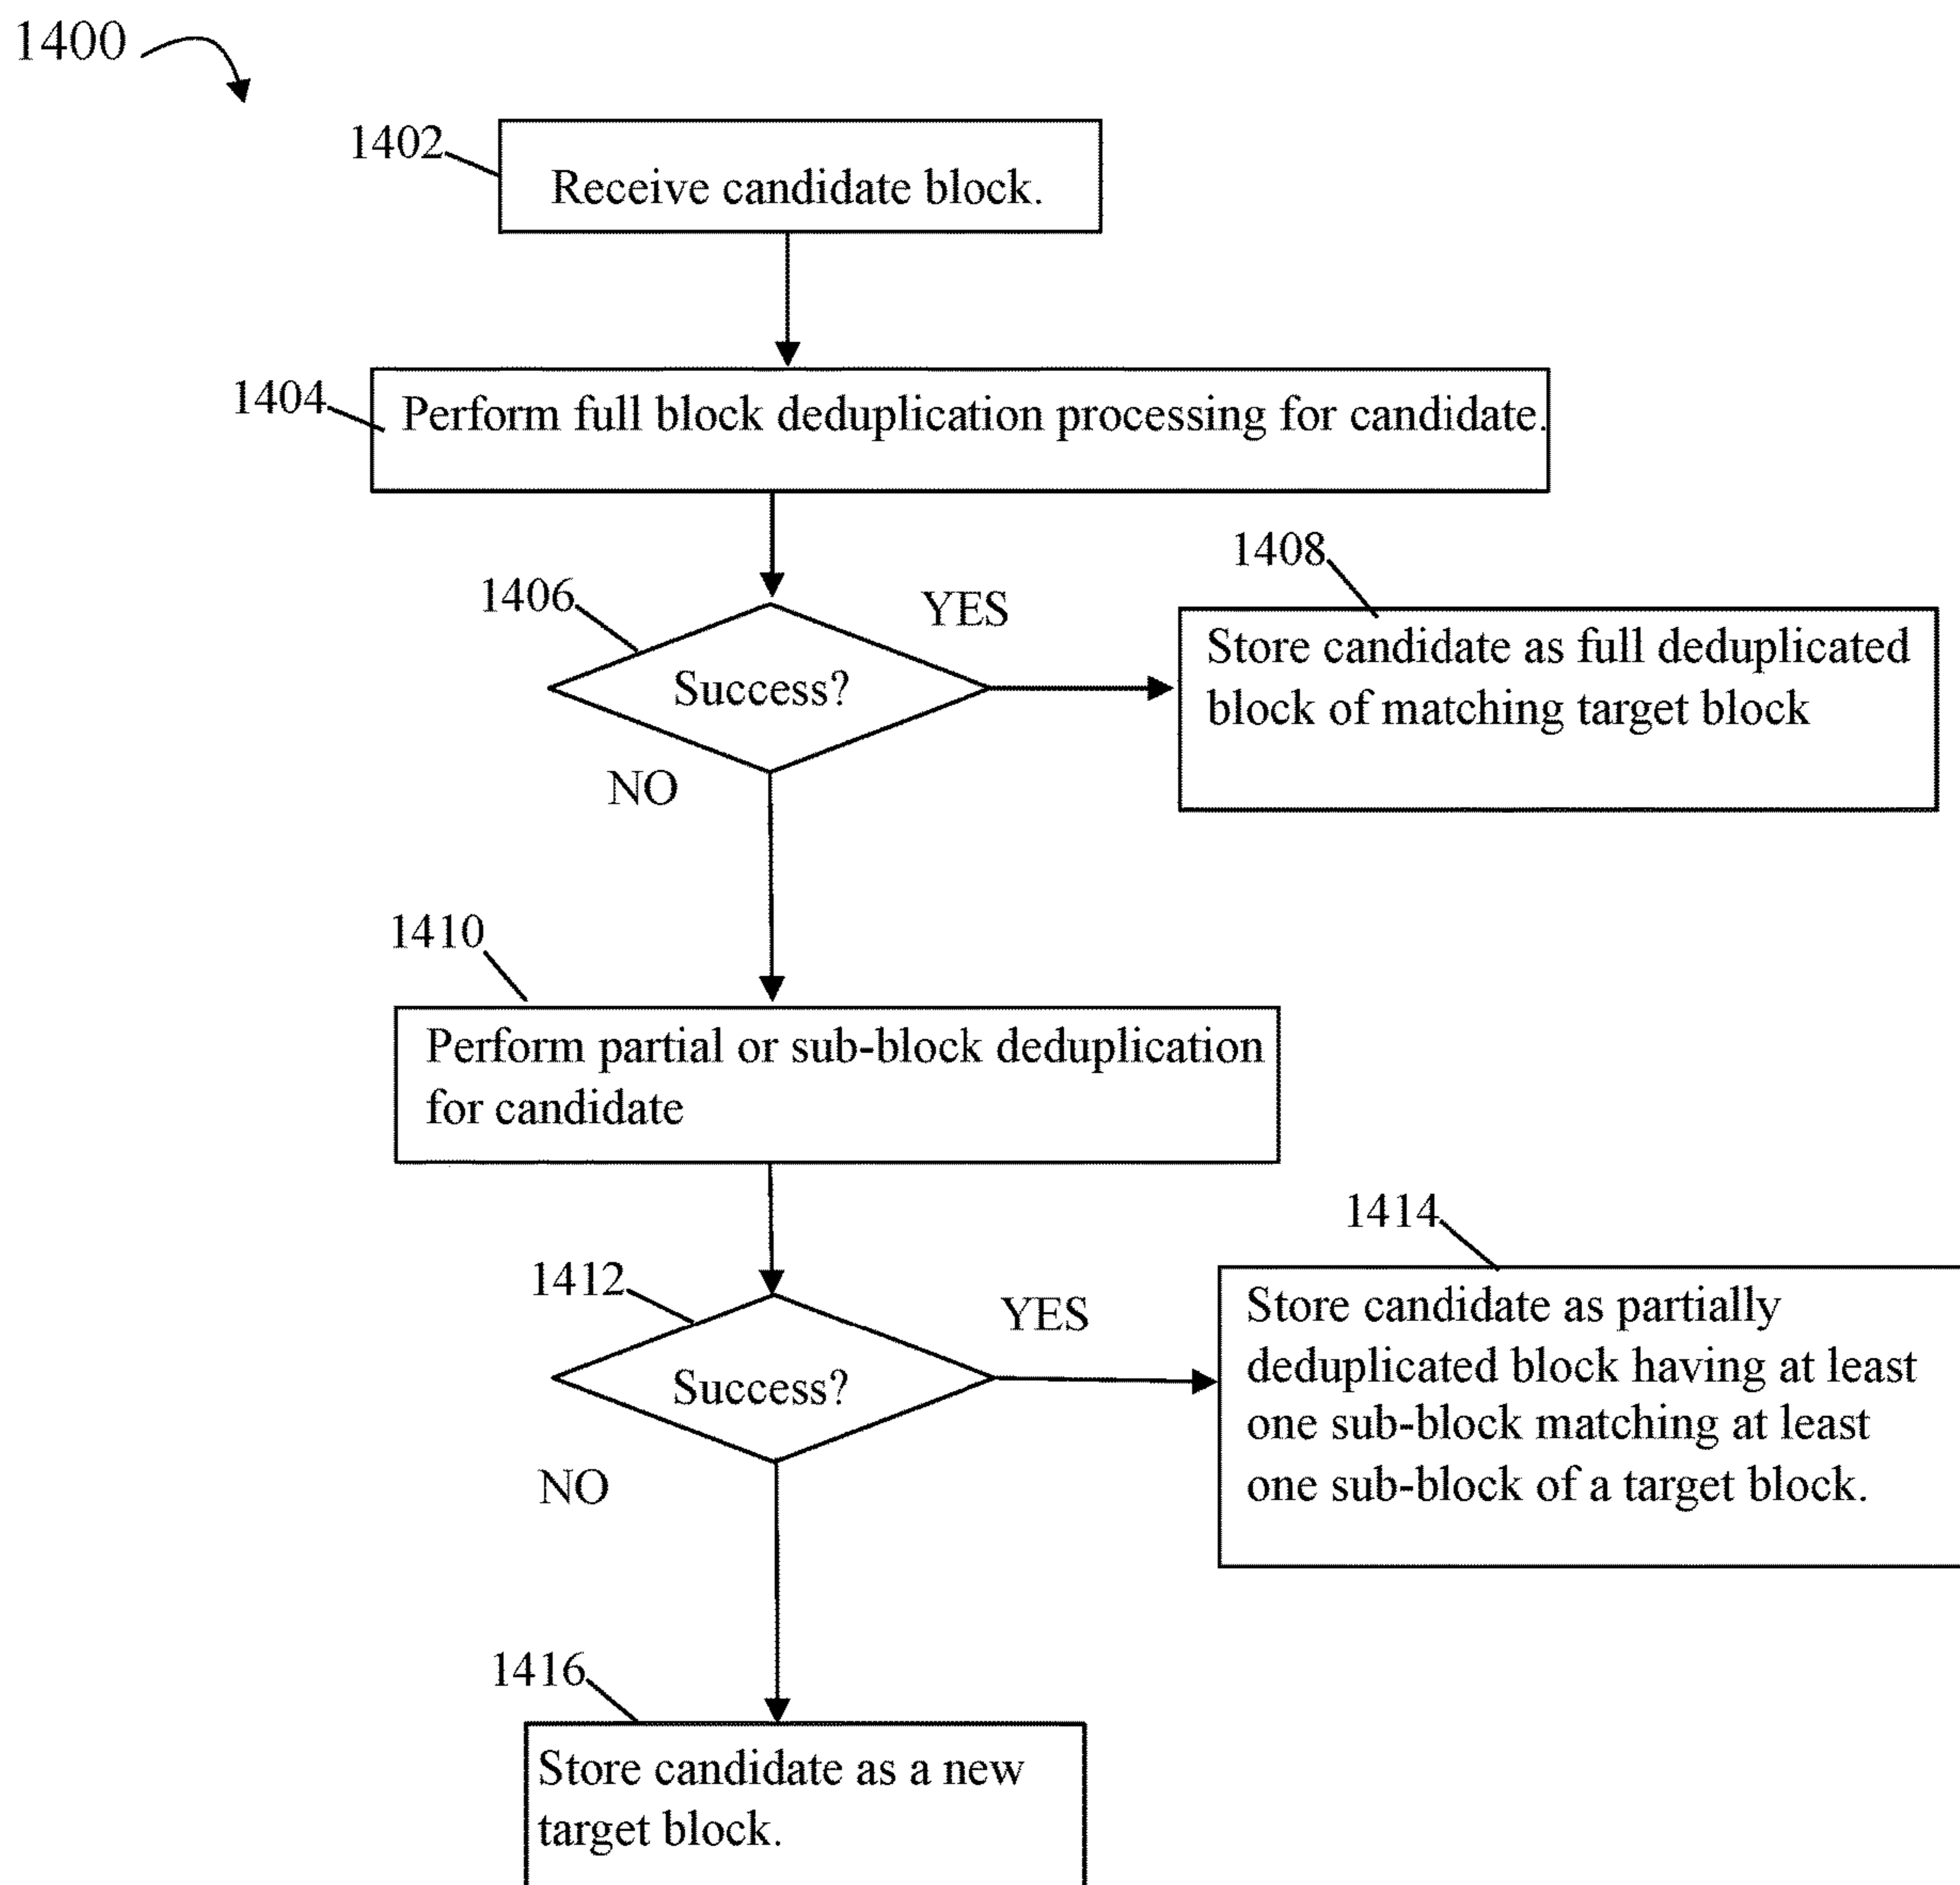 1400
1402
Receive candidate block.
1404
Perform full block deduplication processing for candidate.
1406
Success?
YES
NO
1408
Store candidate as full deduplicated
block of matching target block
1410
Perform partial or sub-block deduplication
for candidate
1412
Success?
YES
NO
1414
Store candidate as partially
deduplicated block having at least
one sub-block matching at least
one sub-block of a target block.
1416
Store candidate as a new
target block.